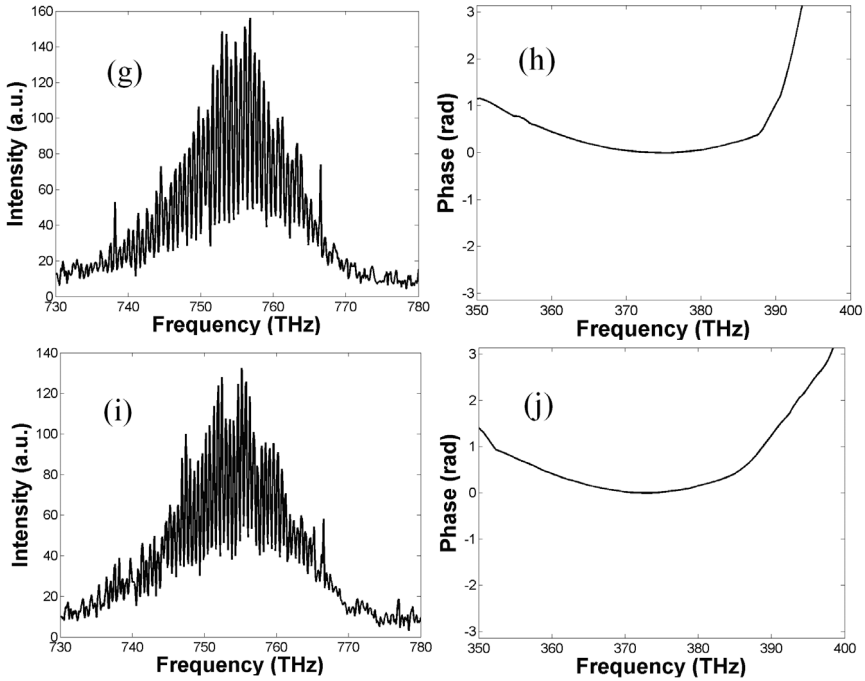 160
140
120
100
80
60
40
20
0
730 740 750 760 770 780
Intensity (a.u.)
Frequency (THz)
(g)
3
2
1
0
-1
-2
-3
350 360 370 380 390 400
Phase (rad)
Frequency (THz)
(h)
140
120
100
80
60
40
20
0
730 740 750 760 770 780
Intensity (a.u.)
Frequency (THz)
(i)
3
2
1
0
-1
-2
-3
350 360 370 380 390 400
Phase (rad)
Frequency (THz)
(j)